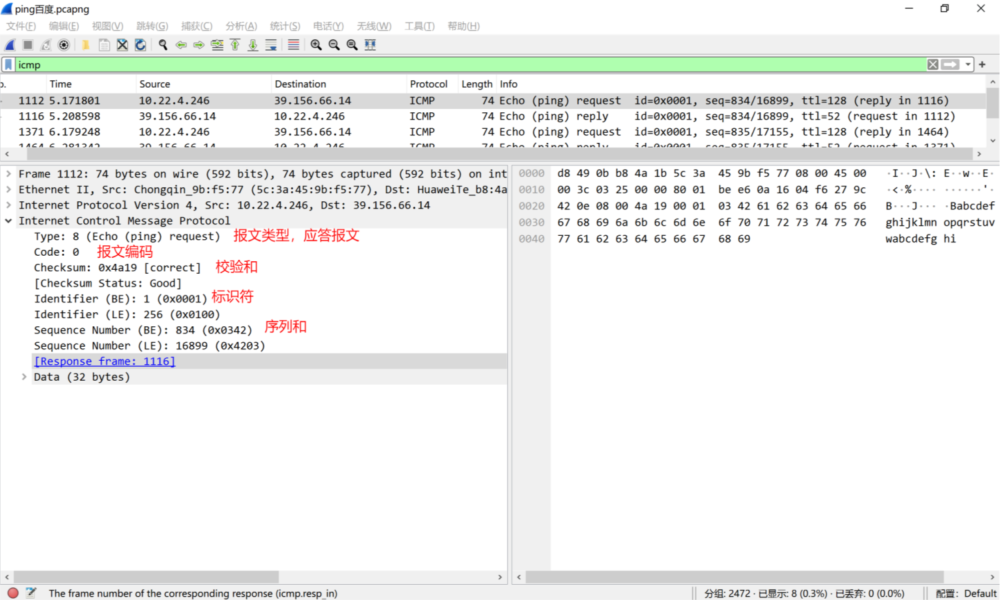 ping百度.pcapng
文件(F) 编辑(E) 视图(V) 跳转(G) 捕获(C) 分析(A) 统计(S) 电话(Y) 无线(W) 工具(T) 帮助(H)
icmp
Time Source Destination Protocol Length Info
1112 5.171801 10.22.4.246 39.156.66.14 ICMP 74 Echo (ping) request id=0x0001, seq=834/16899, ttl=128 (reply in 1116)
1116 5.208598 39.156.66.14 10.22.4.246 ICMP 74 Echo (ping) reply id=0x0001, seq=834/16899, ttl=52 (request in 1112)
1371 6.179248 10.22.4.246 39.156.66.14 ICMP 74 Echo (ping) request id=0x0001, seq=835/17155, ttl=128 (reply in 1464)
1464 6.281342 39.156.66.14 10.22.4.246 ICMP 74 Echo (ping) reply id=0x0001, seq=835/17155, ttl=52 (request in 1371)
Frame 1112: 74 bytes on wire (592 bits), 74 bytes captured (592 bits) on int
Ethernet II, Src: Chongqin_9b:f5:77 (5c:3a:45:9b:f5:77), Dst: HuaweiTe_b8:4a
Internet Protocol Version 4, Src: 10.22.4.246, Dst: 39.156.66.14
Internet Control Message Protocol
Type: 8 (Echo (ping) request) 报文类型，应答报文
Code: 0 报文编码
Checksum: 0x4a19 [correct] 校验和
[Checksum Status: Good]
Identifier (BE): 1 (0x0001) 标识符
Identifier (LE): 256 (0x0100)
Sequence Number (BE): 834 (0x0342) 序列和
Sequence Number (LE): 16899 (0x4203)
[Response frame: 1116]
Data (32 bytes)
0000 d8 49 0b b8 4a 1b 5c 3a 45 9b f5 77 08 00 45 00 ·I··J·\: E··w··E·
0010 00 3c 03 25 00 00 80 01 be e6 0a 16 04 f6 27 9c ·<·%···· ······'·
0020 42 0e 08 00 4a 19 00 01 03 42 61 62 63 64 65 66 B···J··· ·Babcdef
0030 67 68 69 6a 6b 6c 6d 6e 6f 70 71 72 73 74 75 76 ghijklmn opqrstuv
0040 77 61 62 63 64 65 66 67 68 69 wabcdefg hi
The frame number of the corresponding response (icmp.resp_in)
分组: 2472 · 已显示: 8 (0.3%) · 已丢弃: 0 (0.0%)
配置: Default